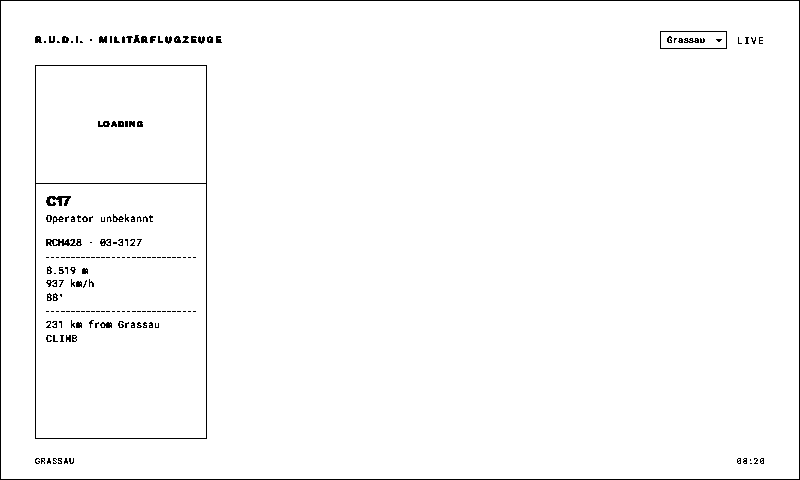 R.U.D.I. · MILITÄRFLUGZEUGE
Grassau
LIVE
LOADING
C17
Operator unbekannt
RCH428 · 03-3127
8.519 m
937 km/h
88°
231 km from Grassau
CLIMB
GRASSAU
08:20